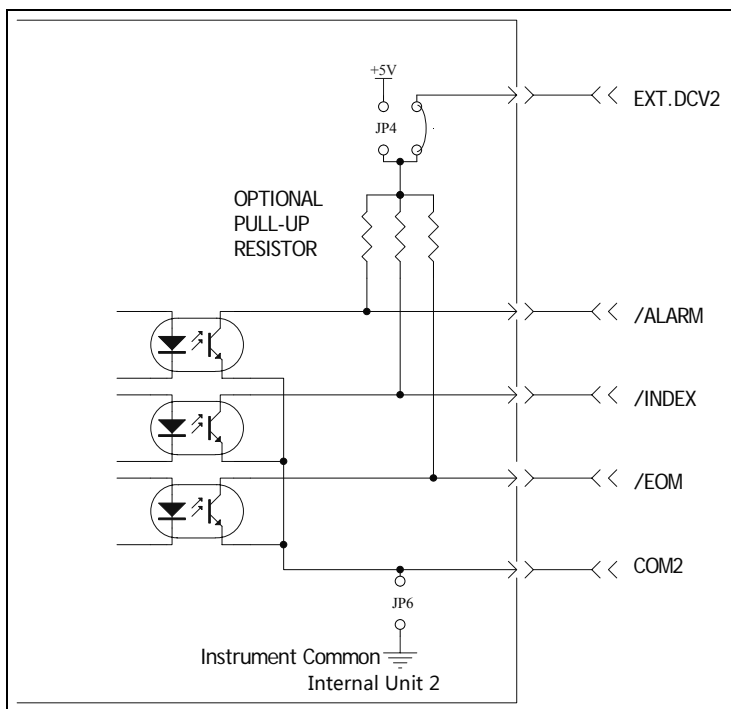 +5V
EXT.DCV2
JP4
OPTIONAL
PULL-UP
RESISTOR
/ALARM
/INDEX
/EOM
COM2
JP6
Instrument Common
Internal Unit 2